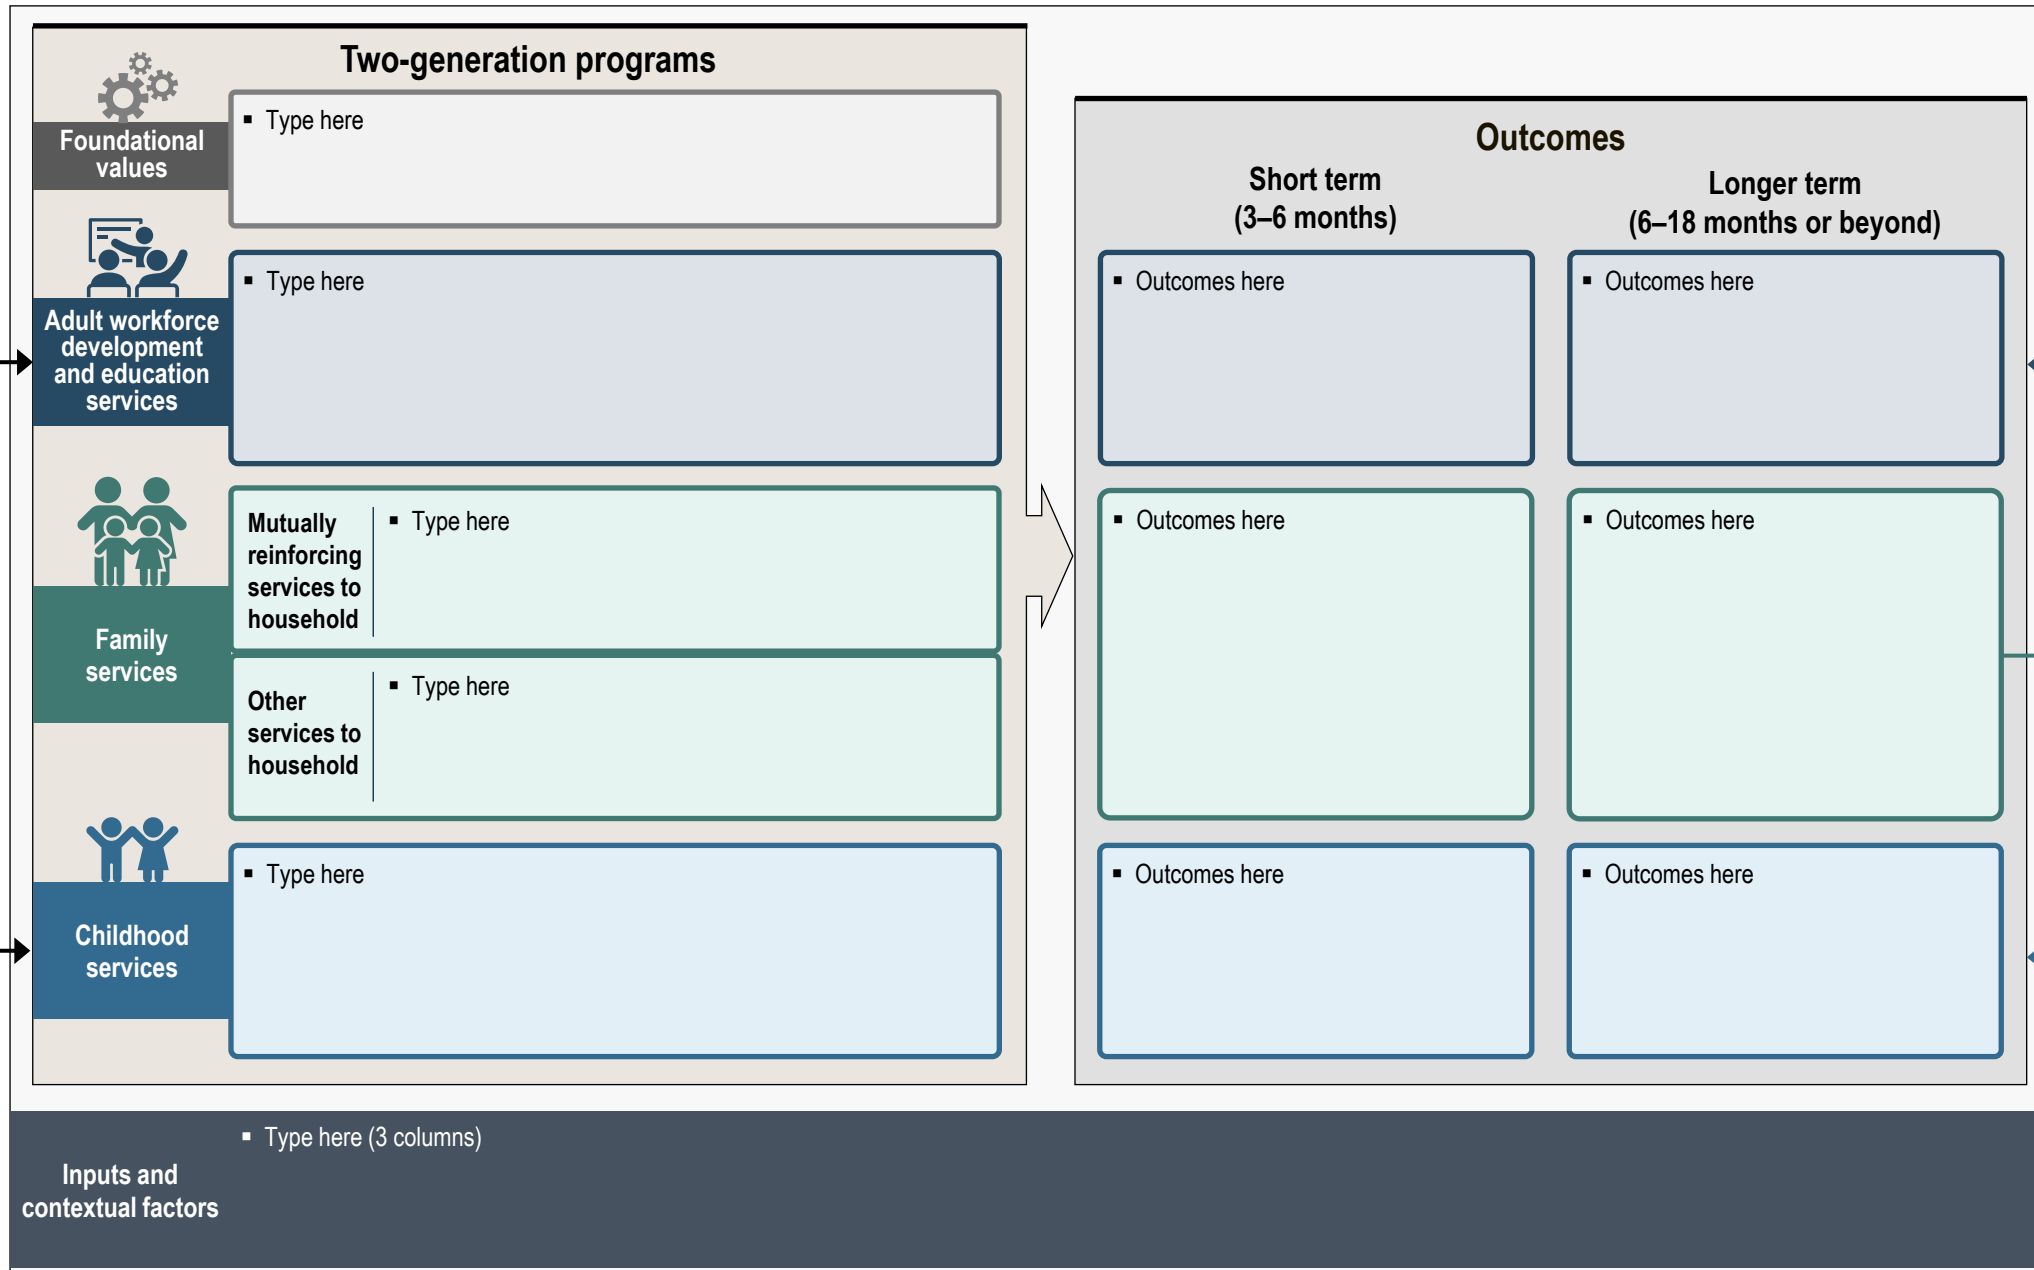 Two-generation programs
Foundational
values
▪ Type here
Adult workforce
development
and education
services
▪ Type here
Family
services
Mutually
reinforcing
services to
household
▪ Type here
Other
services to
household
▪ Type here
Childhood
services
▪ Type here
Outcomes
Short term
(3–6 months)
Longer term
(6–18 months or beyond)
▪ Outcomes here
▪ Outcomes here
▪ Outcomes here
▪ Outcomes here
▪ Outcomes here
▪ Outcomes here
Inputs and
contextual factors
▪ Type here (3 columns)